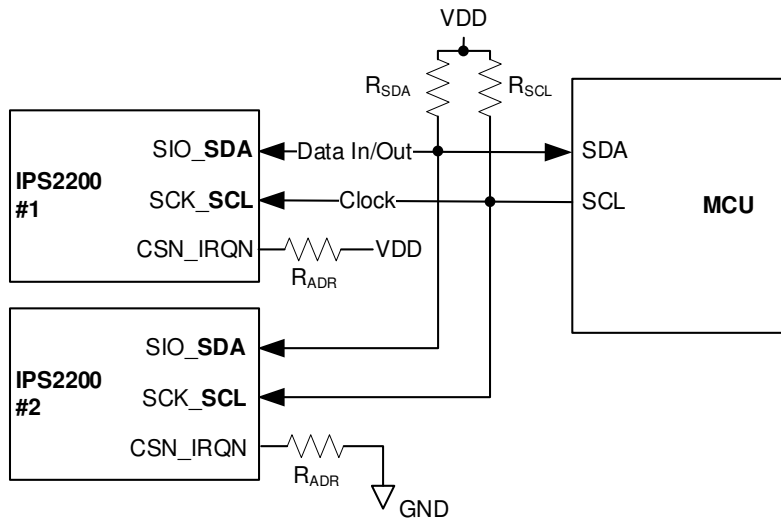 VDD
RSDA
RSCL
SIO_SDA
Data In/Out
SDA
IPS2200
#1
SCK_SCL
Clock
SCL
MCU
CSN_IRQN
RADR
VDD
SIO_SDA
IPS2200
#2
SCK_SCL
CSN_IRQN
RADR
GND